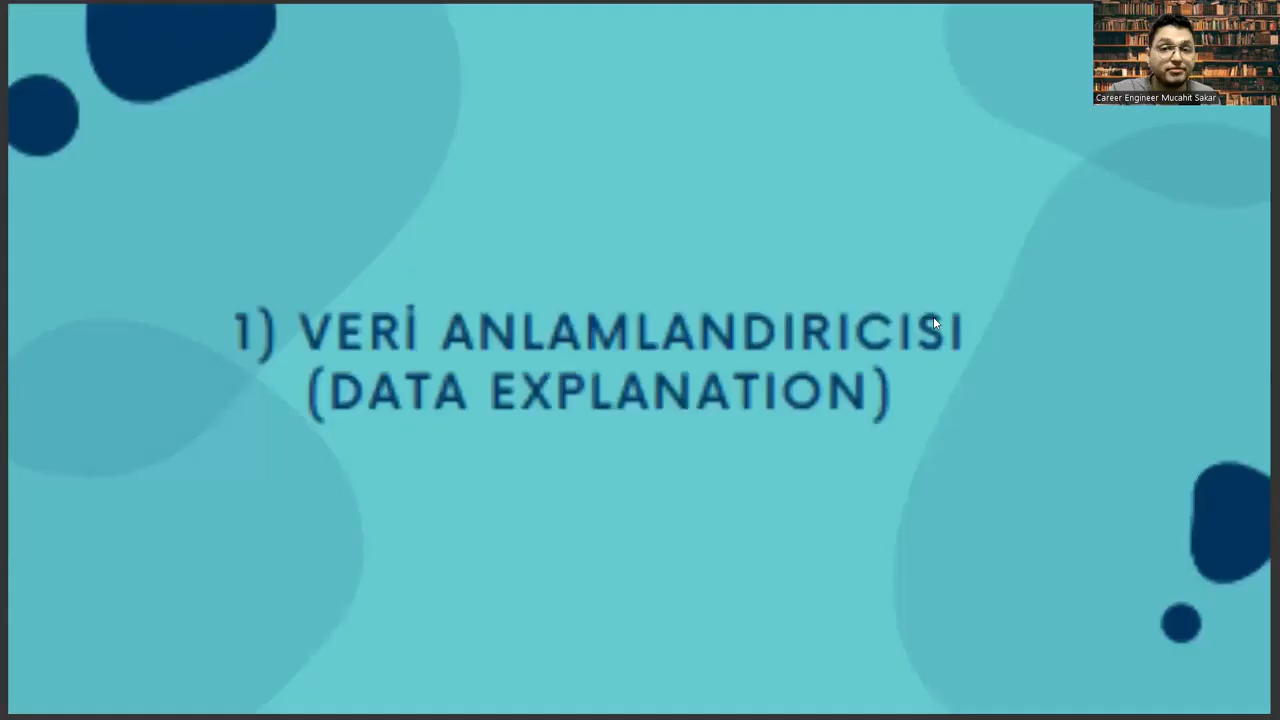 Career Engineer Mucahit Sakar
1) VERİ ANLAMLANDIRICISI
(DATA EXPLANATION)